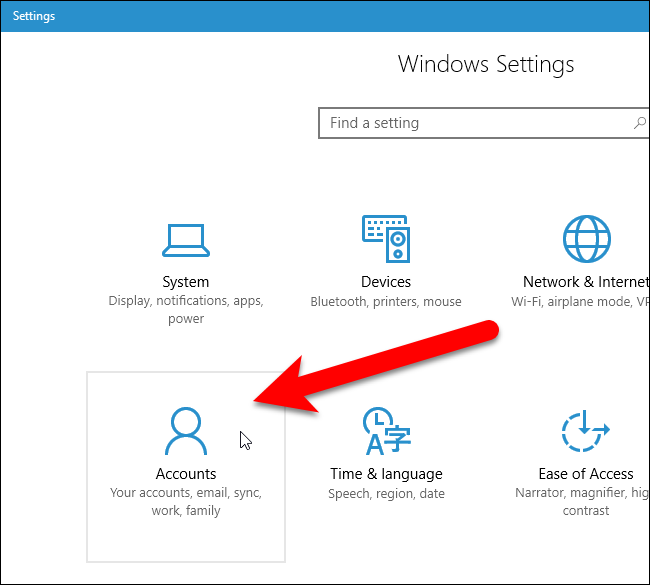 Settings
Windows Settings
Find a setting
System
Display, notifications, apps,
power
Devices
Bluetooth, printers, mouse
Network & Internet
Wi-Fi, airplane mode, VP
Accounts
Your accounts, email, sync,
work, family
A字
Time & language
Speech, region, date
Ease of Access
Narrator, magnifier, hig
contrast